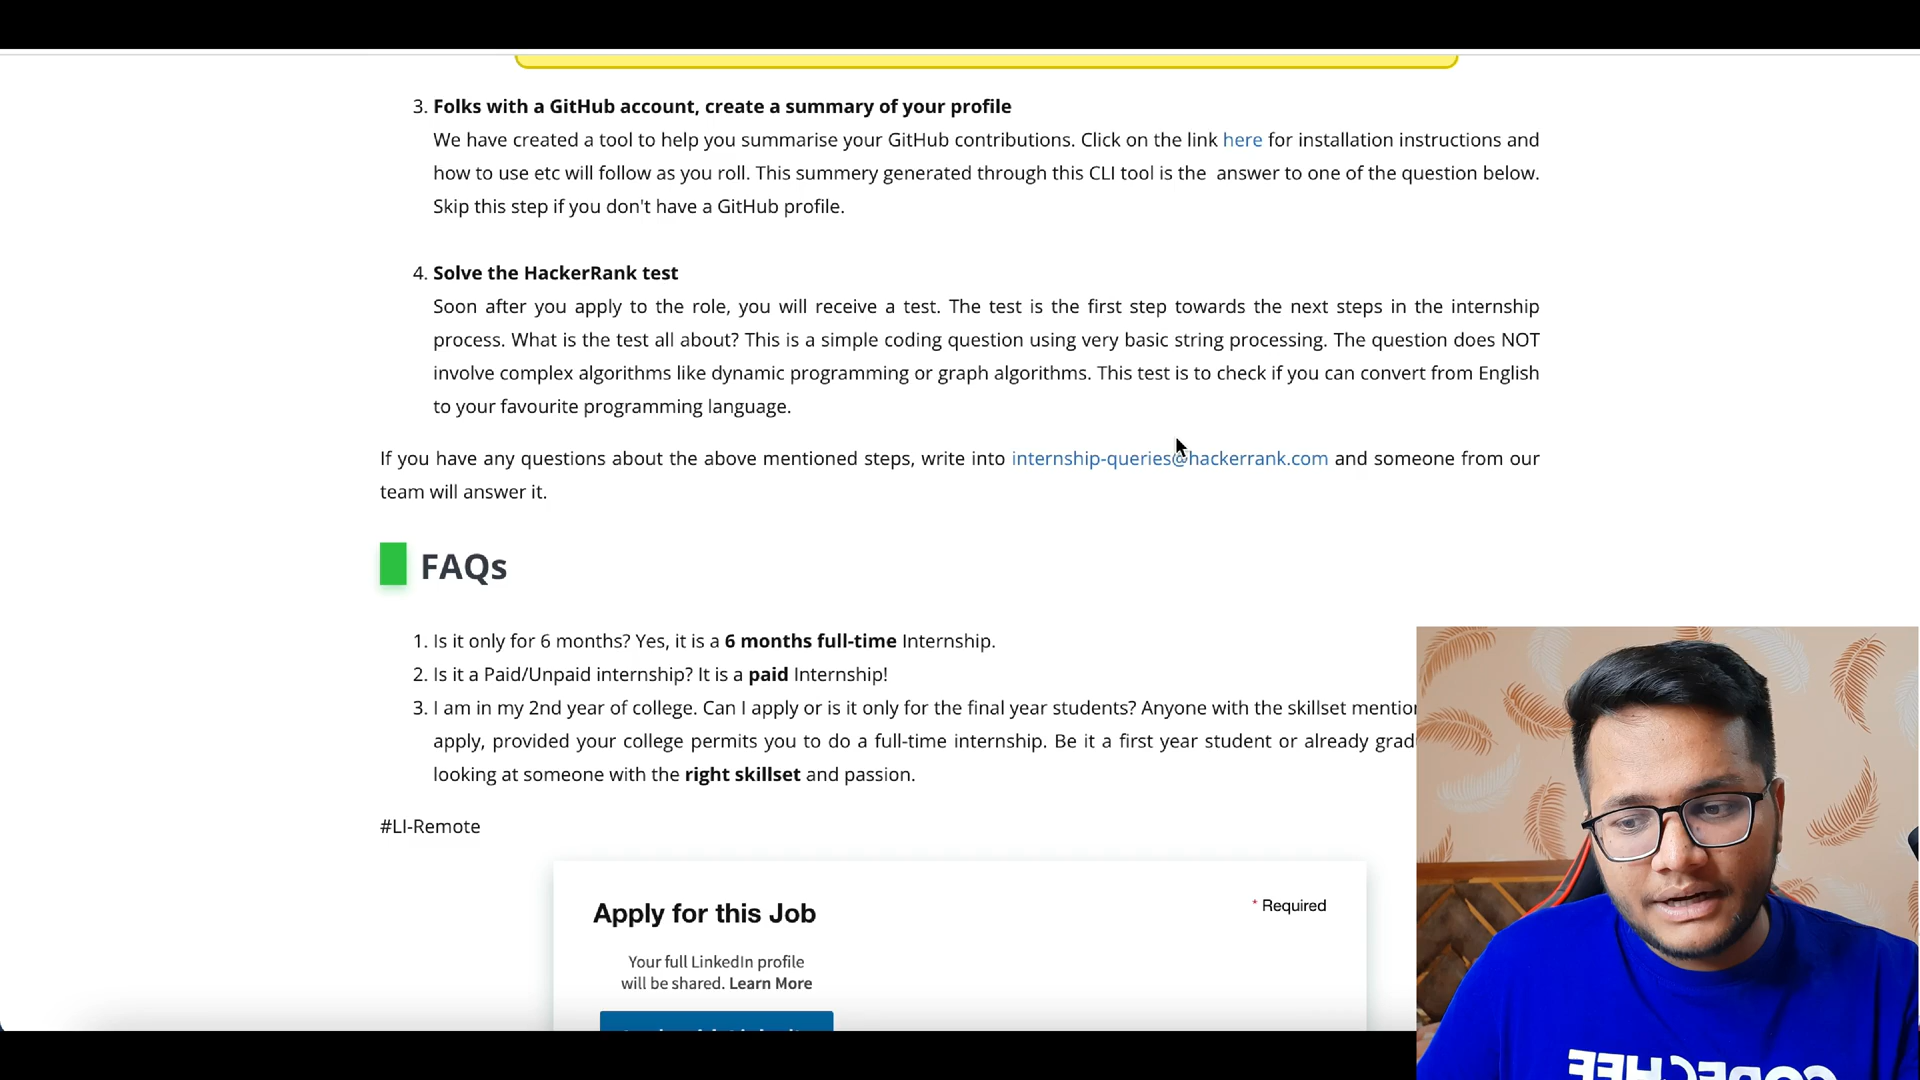 3. Folks with a GitHub account, create a summary of your profile
We have created a tool to help you summarise your GitHub contributions. Click on the link here for installation instructions and
how to use etc will follow as you roll. This summery generated through this CLI tool is the answer to one of the question below.
Skip this step if you don't have a GitHub profile.
4. Solve the HackerRank test
Soon after you apply to the role, you will receive a test. The test is the first step towards the next steps in the internship
process. What is the test all about? This is a simple coding question using very basic string processing. The question does NOT
involve complex algorithms like dynamic programming or graph algorithms. This test is to check if you can convert from English
to your favourite programming language.
If you have any questions about the above mentioned steps, write into internship-queries@hackerrank.com and someone from our
team will answer it.
FAQs
1. Is it only for 6 months? Yes, it is a 6 months full-time Internship.
2. Is it a Paid/Unpaid internship? It is a paid Internship!
3. I am in my 2nd year of college. Can I apply or is it only for the final year students? Anyone with the skillset mention
apply, provided your college permits you to do a full-time internship. Be it a first year student or already grad
looking at someone with the right skillset and passion.
#LI-Remote
Apply for this Job
* Required
Your full LinkedIn profile
will be shared. Learn More